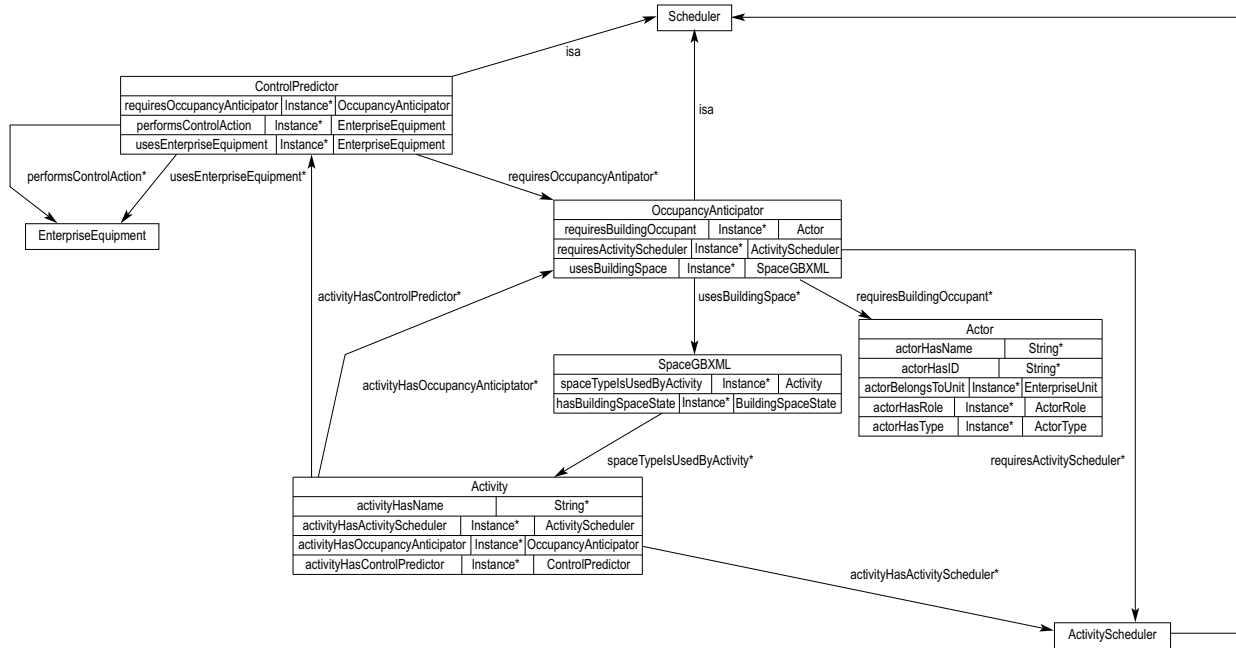 Scheduler
isa
ControlPredictor
requiresOccupancyAnticipator Instance* OccupancyAnticipator
performsControlAction Instance* EnterpriseEquipment
usesEnterpriseEquipment Instance* EnterpriseEquipment
isa
performsControlAction*
usesEnterpriseEquipment*
requiresOccupancyAntipator*
EnterpriseEquipment
OccupancyAnticipator
requiresBuildingOccupant Instance* Actor
requiresActivityScheduler Instance* ActivityScheduler
usesBuildingSpace Instance* SpaceGBXML
activityHasControlPredictor*
usesBuildingSpace*
requiresBuildingOccupant*
Actor
actorHasName String*
actorHasID String*
actorBelongsToUnit Instance* EnterpriseUnit
actorHasRole Instance* ActorRole
actorHasType Instance* ActorType
SpaceGBXML
spaceTypeIsUsedByActivity Instance* Activity
hasBuildingSpaceState Instance* BuildingSpaceState
activityHasOccupancyAnticiptator*
spaceTypeIsUsedByActivity*
requiresActivityScheduler*
Activity
activityHasName String*
activityHasActivityScheduler Instance* ActivityScheduler
activityHasOccupancyAnticipator Instance* OccupancyAnticipator
activityHasControlPredictor Instance* ControlPredictor
activityHasActivityScheduler*
ActivityScheduler